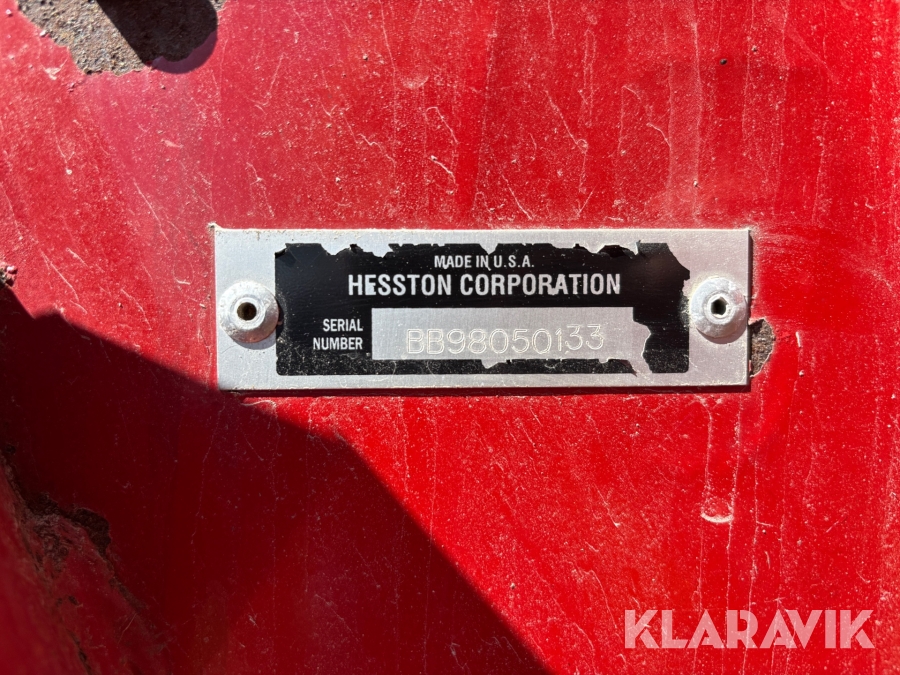 MADE IN U.S.A.
HESSTON CORPORATION
SERIAL NUMBER
BB98050133
KLARAVIK